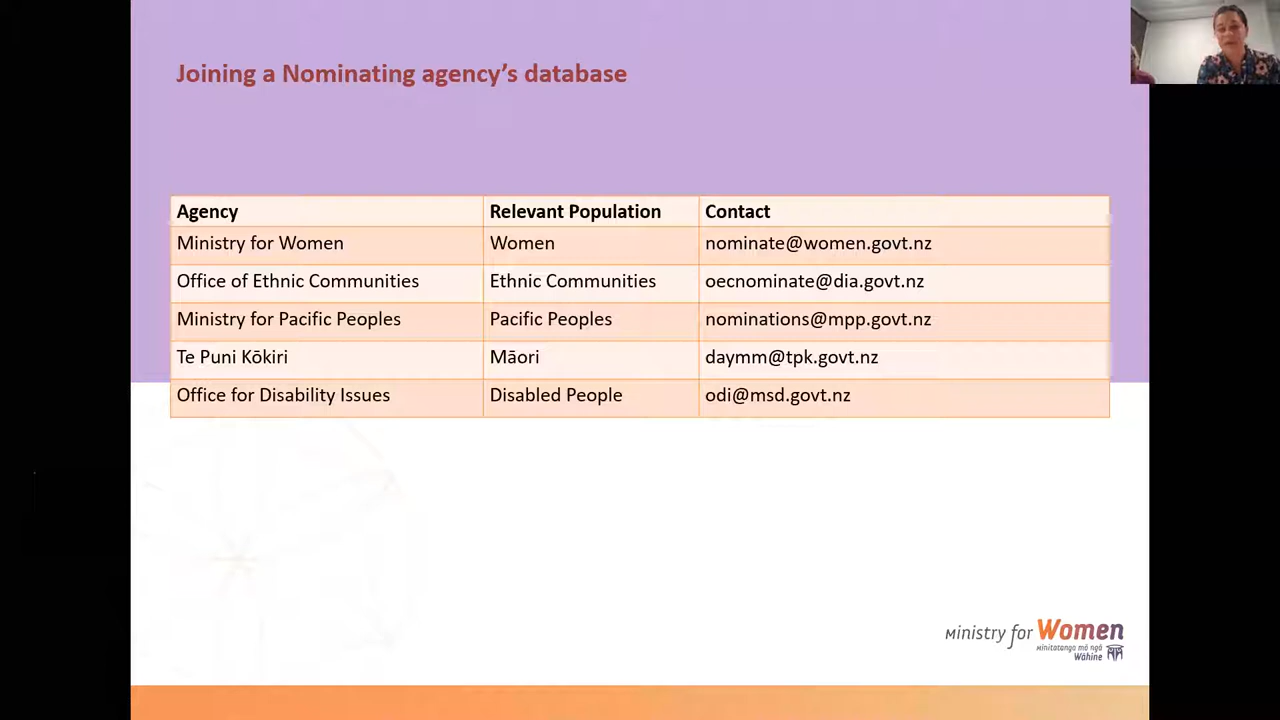 Joining a Nominating agency's database
Agency Relevant Population Contact
Ministry for Women Women nominate@women.govt.nz
Office of Ethnic Communities Ethnic Communities oecnominate@dia.govt.nz
Ministry for Pacific Peoples Pacific Peoples nominations@mpp.govt.nz
Te Puni Kōkiri Māori daymm@tpk.govt.nz
Office for Disability Issues Disabled People odi@msd.govt.nz
Ministry for Women
Minitatanga mō ngā
Wāhine